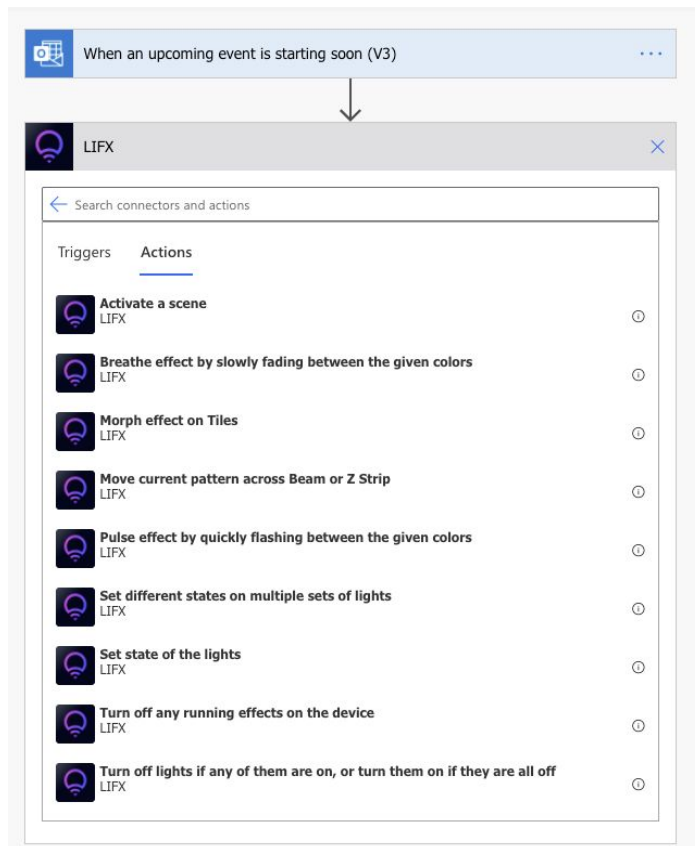 When an upcoming event is starting soon (V3)
LIFX
Search connectors and actions
Triggers Actions
Activate a scene
LIFX
Breathe effect by slowly fading between the given colors
LIFX
Morph effect on Tiles
LIFX
Move current pattern across Beam or Z Strip
LIFX
Pulse effect by quickly flashing between the given colors
LIFX
Set different states on multiple sets of lights
LIFX
Set state of the lights
LIFX
Turn off any running effects on the device
LIFX
Turn off lights if any of them are on, or turn them on if they are all off
LIFX